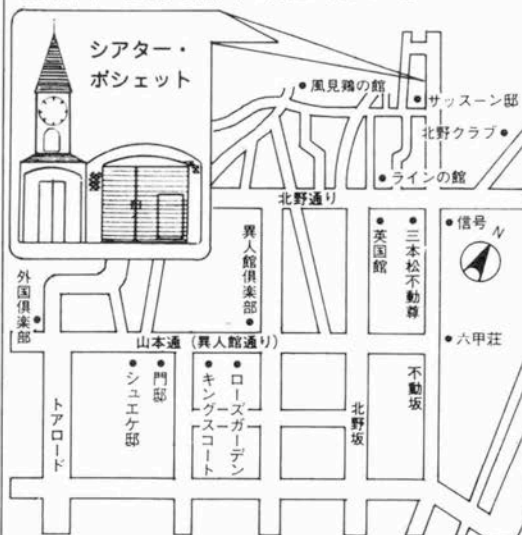 シアター・
ポシェット
風見鶏の館
サッスーン邸
北野クラブ
ラインの館
北野通り
信号
N
三本松不動尊
英国館
異人館倶楽部
外国倶楽部
山本通（異人館通り）
六甲荘
不動坂
北野坂
ローズガーデン
キングスコート
門邸
シュエケ邸
トアロード